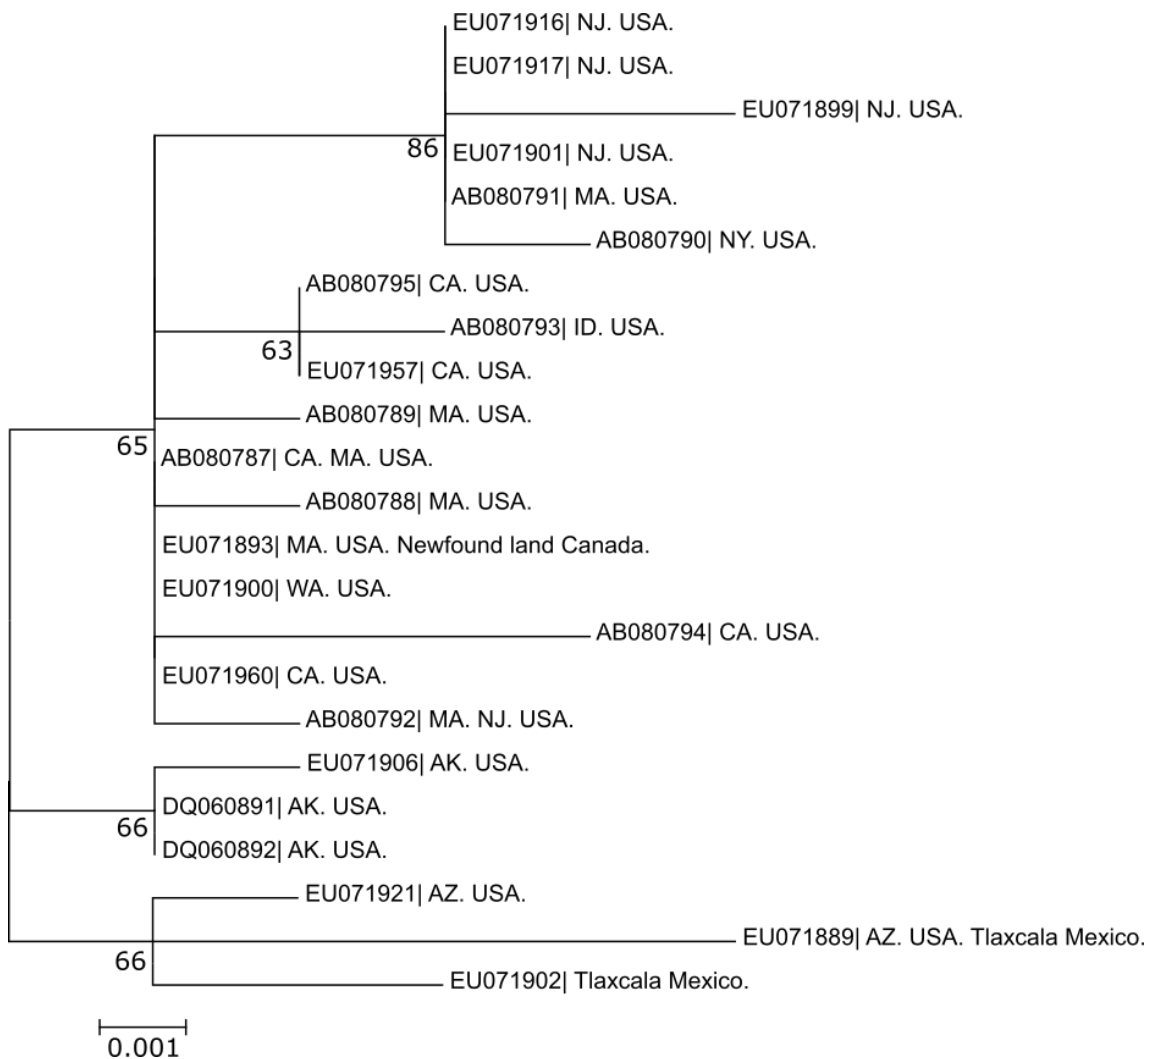 EU071916| NJ. USA.
EU071917| NJ. USA.
EU071899| NJ. USA.
86
EU071901| NJ. USA.
AB080791| MA. USA.
AB080790| NY. USA.
AB080795| CA. USA.
AB080793| ID. USA.
63
EU071957| CA. USA.
AB080789| MA. USA.
65
AB080787| CA. MA. USA.
AB080788| MA. USA.
EU071893| MA. USA. Newfound land Canada.
EU071900| WA. USA.
AB080794| CA. USA.
EU071960| CA. USA.
AB080792| MA. NJ. USA.
EU071906| AK. USA.
DQ060891| AK. USA.
66
DQ060892| AK. USA.
EU071921| AZ. USA.
EU071889| AZ. USA. Tlaxcala Mexico.
66
EU071902| Tlaxcala Mexico.
0.001